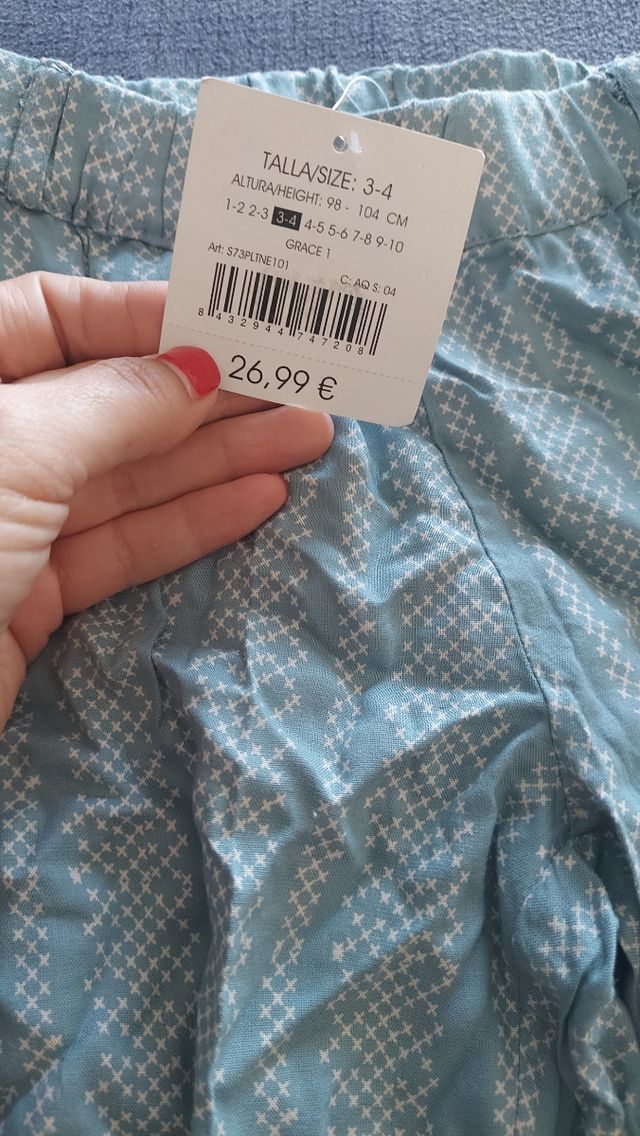 TALLA/SIZE: 3-4
ALTURA/HEIGHT: 98 - 104 CM
1-2 2-3 3-4 4-5 5-6 7-8 9-10
GRACE 1
Art: S73PLTNE101 C: AQ S: 04
8 432944 747208
26,99 €